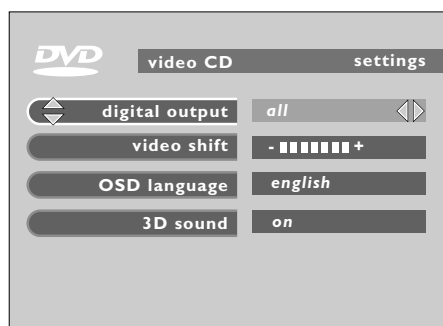 DVD
video CD settings
digital output all
video shift - +
OSD language english
3D sound on